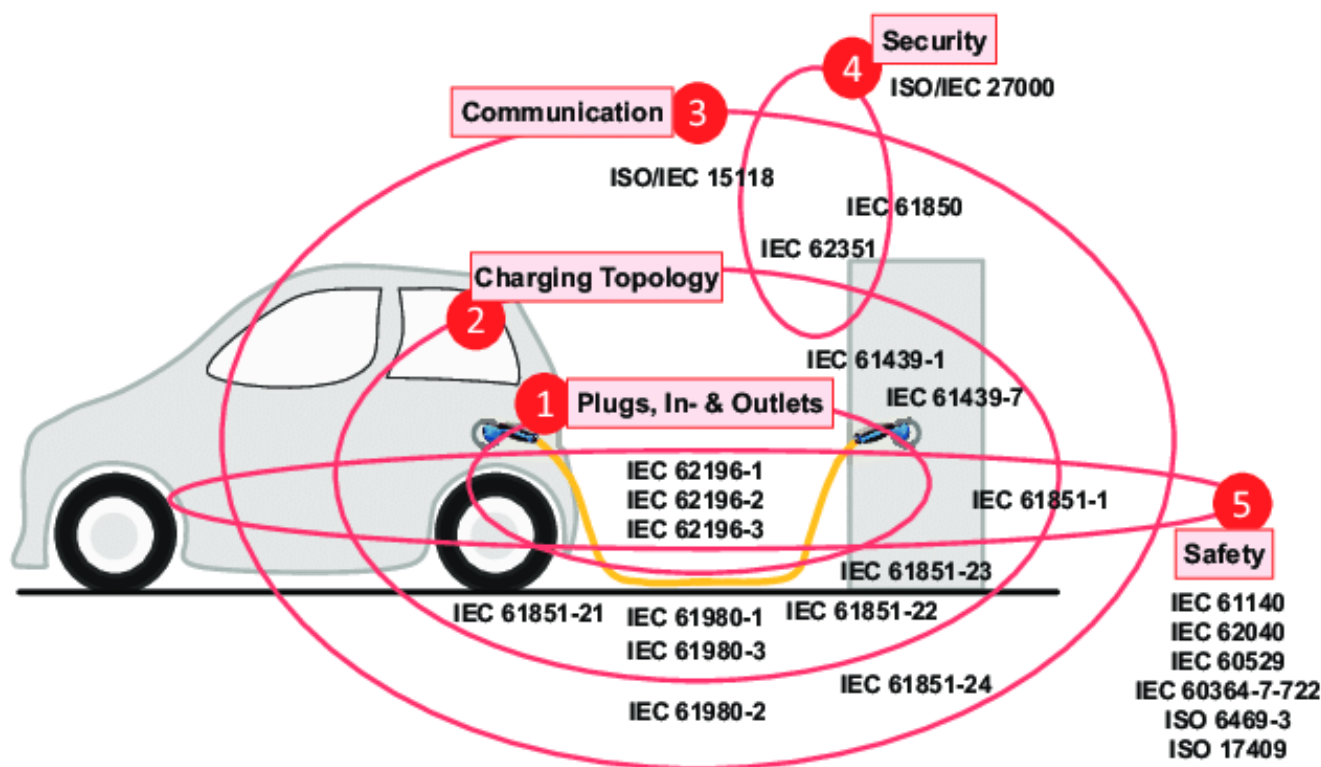 4
Security
ISO/IEC 27000
Communication
3
ISO/IEC 15118
IEC 61850
IEC 62351
Charging Topology
2
IEC 61439-1
IEC 61439-7
1
Plugs, In- & Outlets
IEC 62196-1
IEC 62196-2
IEC 62196-3
IEC 61851-1
5
Safety
IEC 61140
IEC 62040
IEC 60529
IEC 60364-7-722
ISO 6469-3
ISO 17409
IEC 61851-23
IEC 61851-21
IEC 61980-1
IEC 61851-22
IEC 61980-3
IEC 61851-24
IEC 61980-2